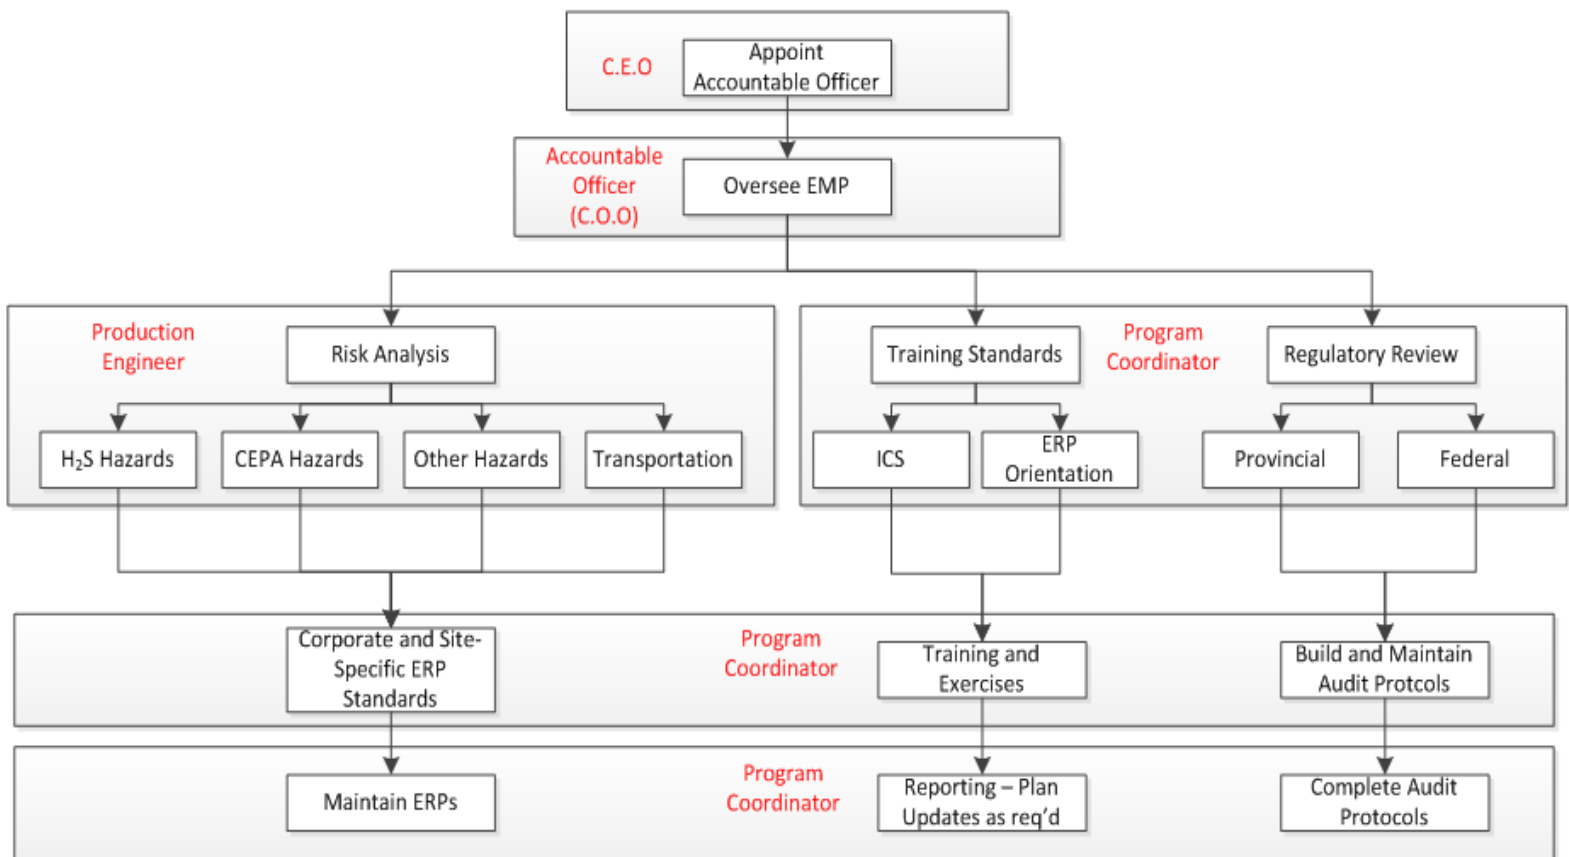 C.E.O
Appoint
Accountable Officer
Accountable
Officer
(C.O.O)
Oversee EMP
Production
Engineer
Risk Analysis
Training Standards
Program
Coordinator
Regulatory Review
H₂S Hazards
CEPA Hazards
Other Hazards
Transportation
ICS
ERP
Orientation
Provincial
Federal
Corporate and Site-
Specific ERP
Standards
Program
Coordinator
Training and
Exercises
Build and Maintain
Audit Protcols
Maintain ERPs
Program
Coordinator
Reporting – Plan
Updates as req’d
Complete Audit
Protocols